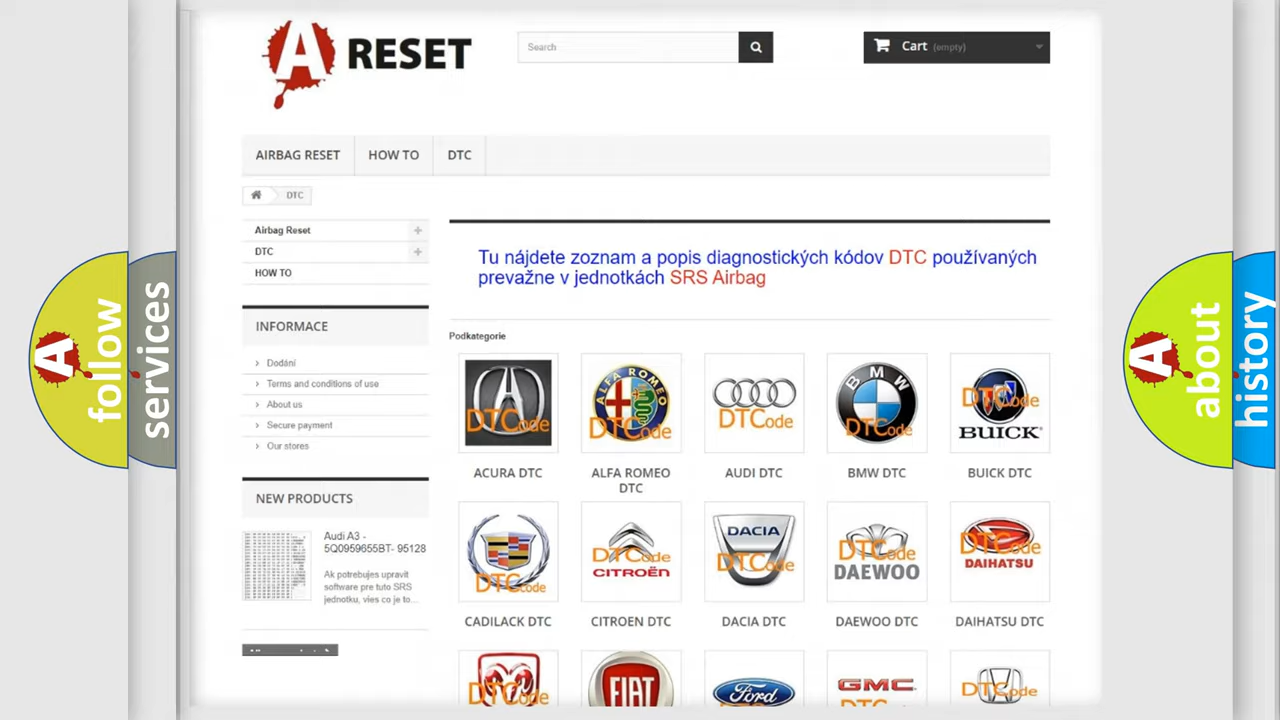 A RESET
Search
Cart (empty)
AIRBAG RESET
HOW TO
DTC
DTC
Airbag Reset
DTC
HOW TO
INFORMACE
Dodání
Terms and conditions of use
About us
Secure payment
Our stores
NEW PRODUCTS
Audi A3 -
5Q0959655BT- 95128
Ak potrebujes upravit
software pre tuto SRS
jednotku, vies co je to...
Tu nájdete zoznam a popis diagnostických kódov DTC používaných
prevažne v jednotkách SRS Airbag
Podkategorie
DTCode
ALFA ROMEO
DTCode
DTCode
BMW
DTCode
DTCode
BUICK
ACURA DTC
ALFA ROMEO
DTC
AUDI DTC
BMW DTC
BUICK DTC
DTCode
DTCode
CITROËN
DACIA
DTCode
DTCode
DAEWOO
DTCode
DAIHATSU
CADILACK DTC
CITROEN DTC
DACIA DTC
DAEWOO DTC
DAIHATSU DTC
DTCode
FIAT
Ford
GMC
DTCode
A follow
services
A about
history